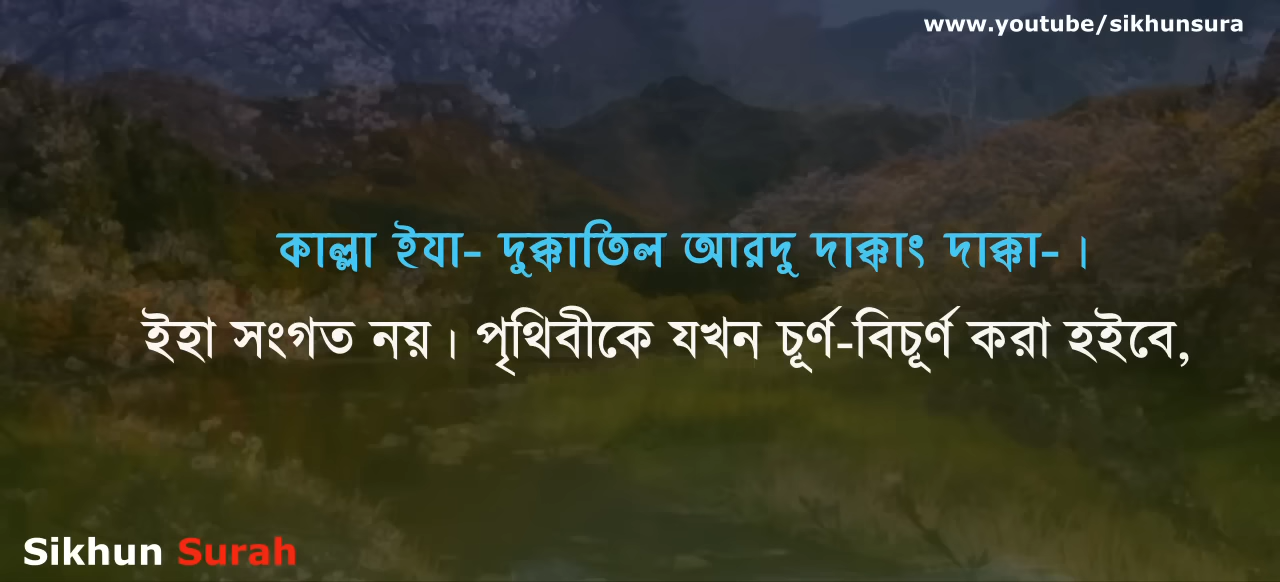 www.youtube/sikhunsura
কাল্লা ইযা- দুক্কাতিল আরদু দাক্কাং দাক্কা-।
ইহা সংগত নয়। পৃথিবীকে যখন চূর্ণ-বিচূর্ণ করা হইবে,
Sikhun Surah